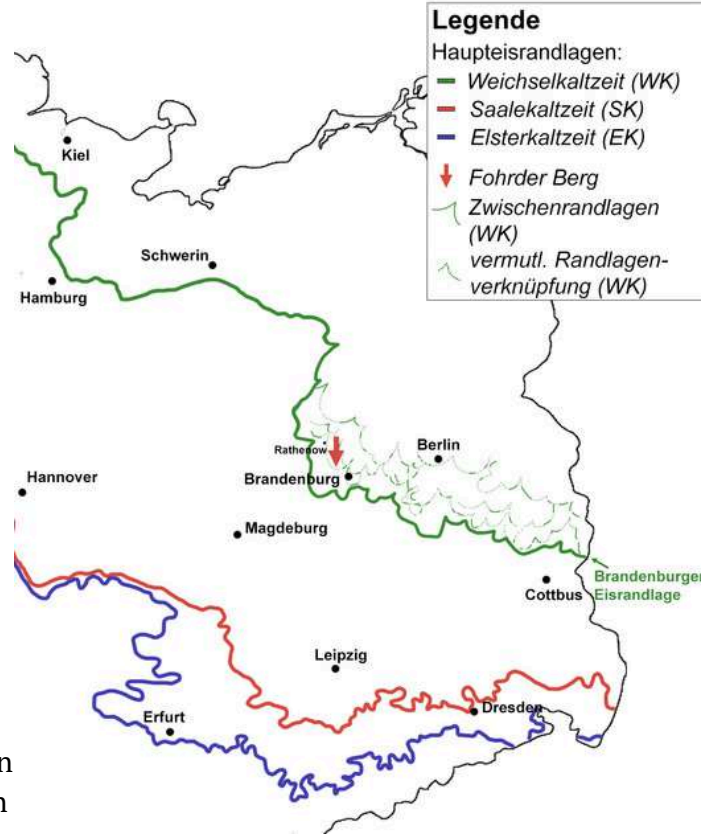 Legende
Haupteisrandlagen:
Weichselkaltzeit (WK)
Saalekaltzeit (SK)
Elsterkaltzeit (EK)
Fohrder Berg
Zwischenrandlagen
(WK)
vermutl. Randlagen-
verknüpfung (WK)
Kiel
Schwerin
Hamburg
Rathenow
Berlin
Brandenburg
Hannover
Magdeburg
Brandenburger
Eisrandlage
Cottbus
Leipzig
Dresden
Erfurt
n